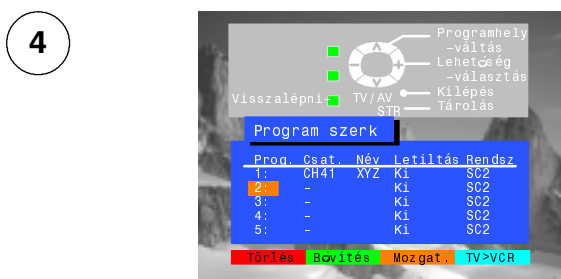 4
Programhely
–váltás
Lehetőség
–választás
Visszalépni–
TV/AV
Kilépés
STR
Tárolás
Program szerk
Prog. Csat. Név Letiltás Rendsz
1: CH41 XYZ Ki SC2
2: – Ki SC2
3: – Ki SC2
4: – Ki SC2
5: – Ki SC2
Törlés Bövítés Mozgat. TV>VCR